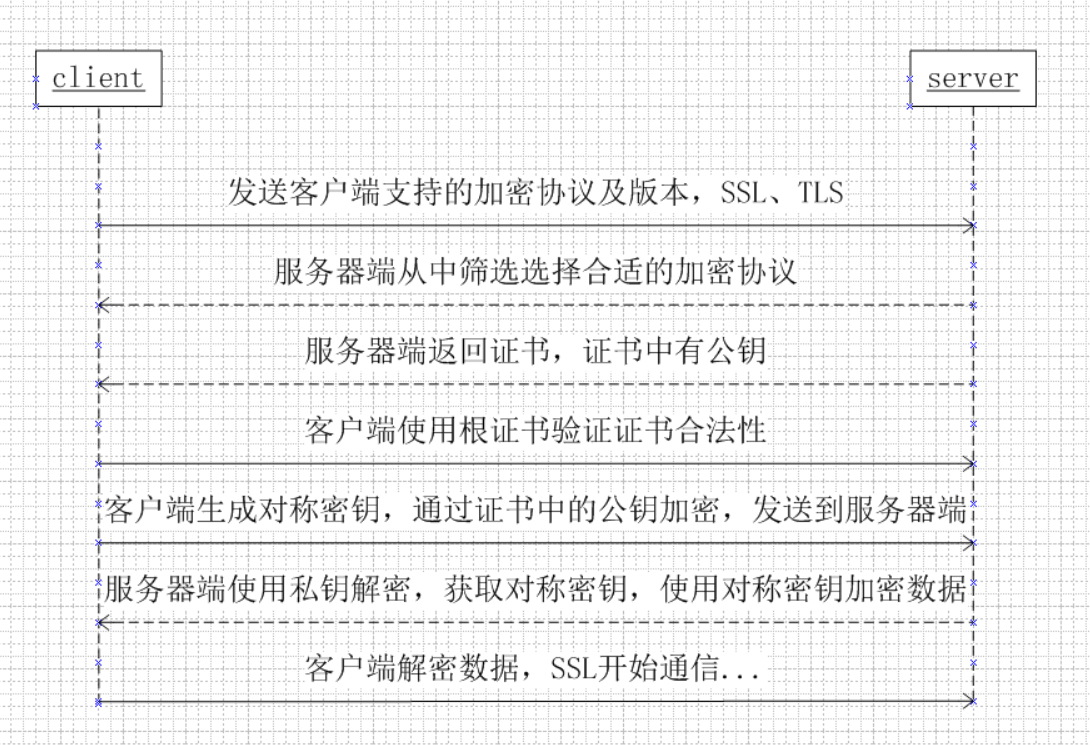 client
server
发送客户端支持的加密协议及版本，SSL、TLS
服务器端从中筛选选择合适的加密协议
服务器端返回证书，证书中有公钥
客户端使用根证书验证证书合法性
客户端生成对称密钥，通过证书中的公钥加密，发送到服务器端
服务器端使用私钥解密，获取对称密钥，使用对称密钥加密数据
客户端解密数据，SSL开始通信...